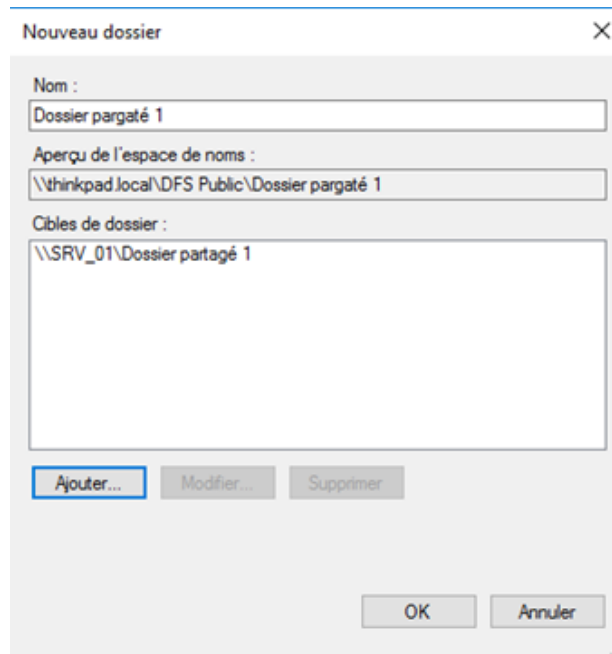 Nouveau dossier
Nom :
Dossier pargaté 1
Aperçu de l'espace de noms :
\\thinkpad.local\DFS Public\Dossier pargaté 1
Cibles de dossier :
\\SRV_01\Dossier partagé 1
Ajouter... Modifier... Supprimer
OK Annuler